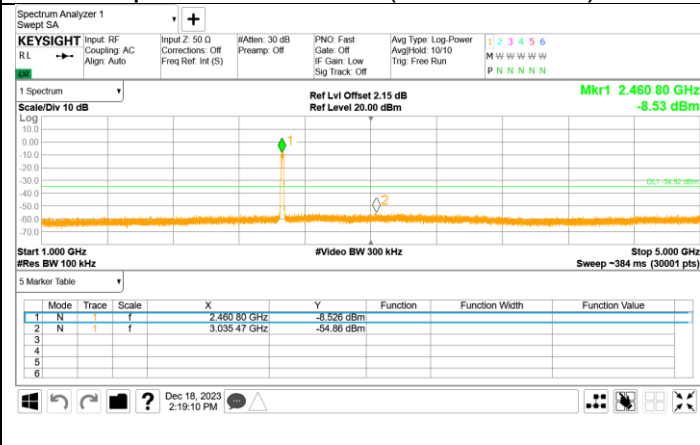 Spectrum Analyzer 1
Swept SA
+
KEYSIGHT Input: RF Input Z: 50 Ω #Atten: 30 dB PNO: Fast Avg Type: Log-Power 1 2 3 4 5 6
RL Coupling: AC Corrections: Off Preamp: Off Gate: Off Avg|Hold: 10/10 M W W W W W
Align: Auto Freq Ref: Int (S) IF Gain: Low Trig: Free Run
Sig Track: Off P N N N N N
1 Spectrum
Ref Lvl Offset 2.15 dB Mkr1 2.460 80 GHz
Scale/Div 10 dB Ref Level 20.00 dBm -8.53 dBm
Log
10.0
0.00
-10.0
-20.0
-30.0
-40.0
-50.0
-60.0
-70.0
1
2
DL1 -34.92 dBm
Start 1.000 GHz #Video BW 300 kHz Stop 5.000 GHz
#Res BW 100 kHz Sweep ~384 ms (30001 pts)
5 Marker Table
Mode Trace Scale X Y Function Function Width Function Value
1 N 1 f 2.460 80 GHz -8.526 dBm
2 N 1 f 3.035 47 GHz -54.86 dBm
3
4
5
6
? Dec 18, 2023
2:19:10 PM